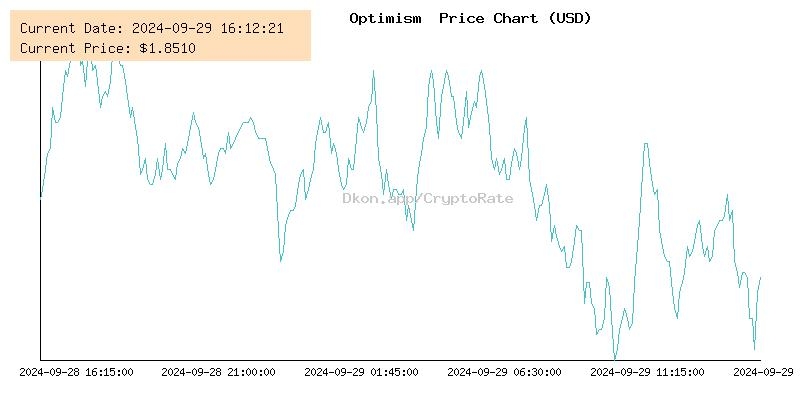 Optimism Price Chart (USD)
Current Date: 2024-09-29 16:12:21
Current Price: $1.8510
Dkon.app/CryptoRate
2024-09-28 16:15:00 2024-09-28 21:00:00 2024-09-29 01:45:00 2024-09-29 06:30:00 2024-09-29 11:15:00 2024-09-29